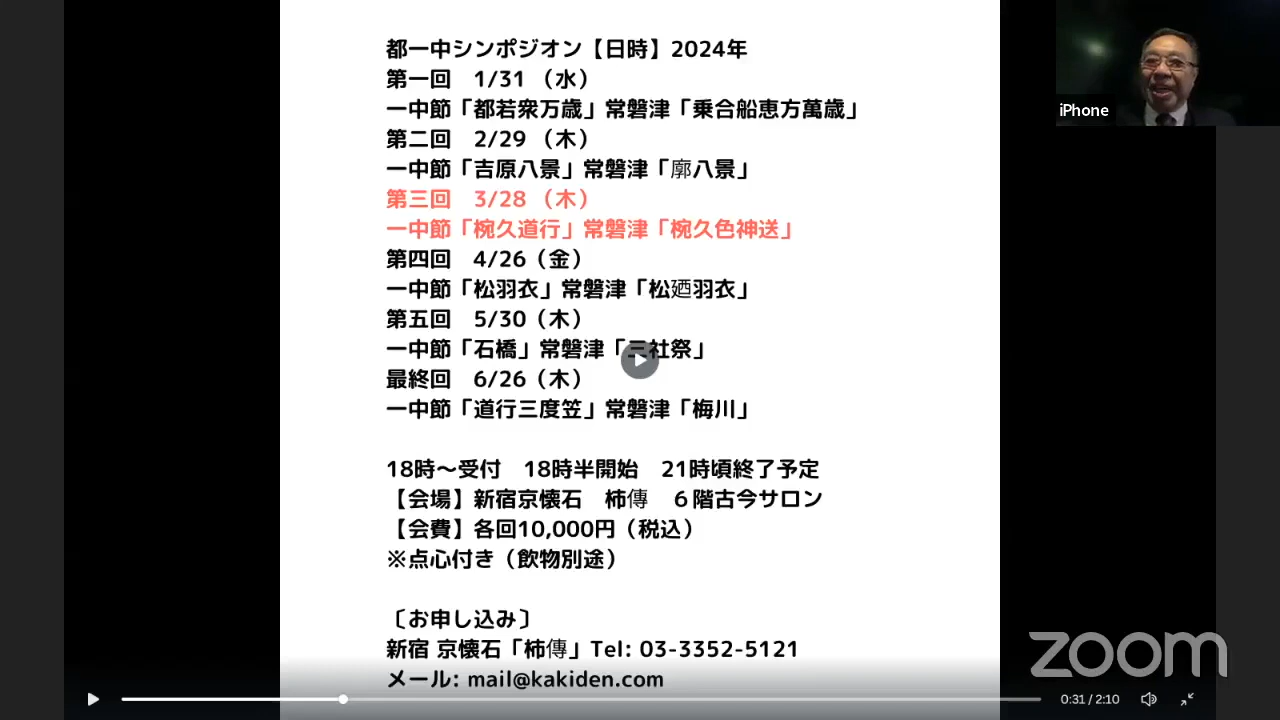 都一中シンポジオン【日時】2024年
第一回　1/31 （水）
一中節「都若衆万歳」常磐津「乗合船恵方萬歳」
第二回　2/29 （木）
一中節「吉原八景」常磐津「廓八景」
第三回　3/28 （木）
一中節「椀久道行」常磐津「椀久色神送」
第四回　4/26（金）
一中節「松羽衣」常磐津「松廼羽衣」
第五回　5/30（木）
一中節「石橋」常磐津「三社祭」
最終回　6/26（木）
一中節「道行三度笠」常磐津「梅川」
18時～受付　18時半開始　21時頃終了予定
【会場】新宿京懐石　柿傳　６階古今サロン
【会費】各回10,000円（税込）
※点心付き（飲物別途）
〔お申し込み〕
新宿 京懐石「柿傳」Tel: 03-3352-5121
メール: mail@kakiden.com
iPhone
zoom
0:31 / 2:10